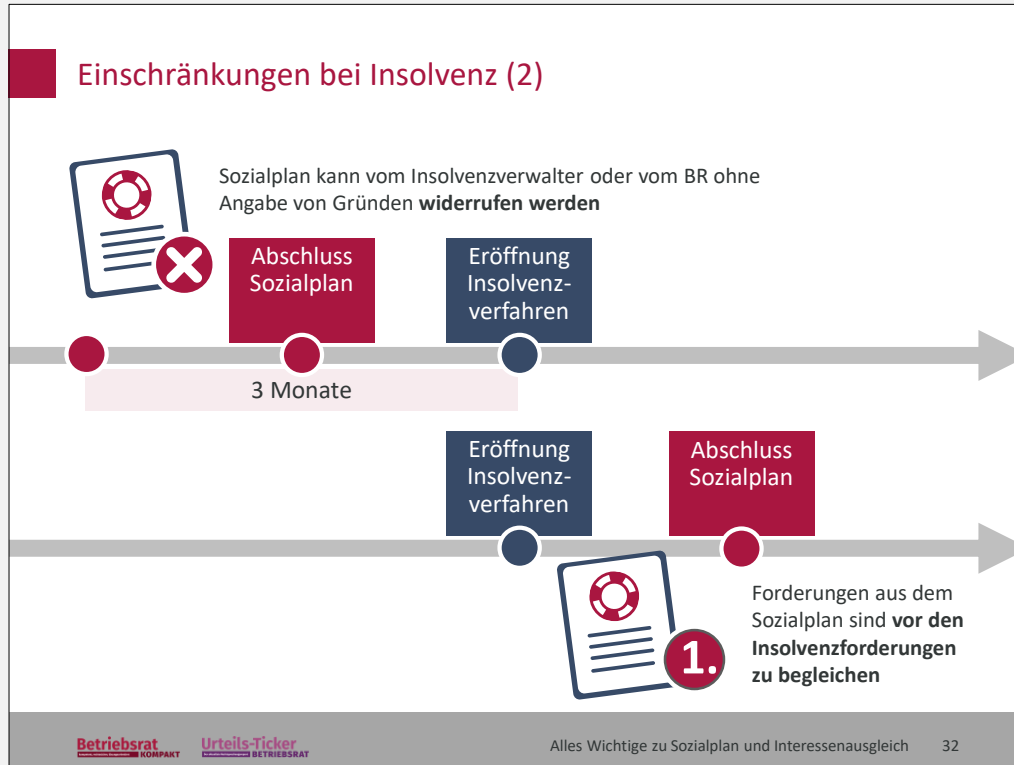 Einschränkungen bei Insolvenz (2)
Sozialplan kann vom Insolvenzverwalter oder vom BR ohne
Angabe von Gründen widerrufen werden
Abschluss
Sozialplan
Eröffnung
Insolvenz-
verfahren
3 Monate
Eröffnung
Insolvenz-
verfahren
Abschluss
Sozialplan
1.
Forderungen aus dem
Sozialplan sind vor den
Insolvenzforderungen
zu begleichen
Betriebsrat
KOMPAKT
Urteils-Ticker
BETRIEBSRAT
Alles Wichtige zu Sozialplan und Interessenausgleich 32